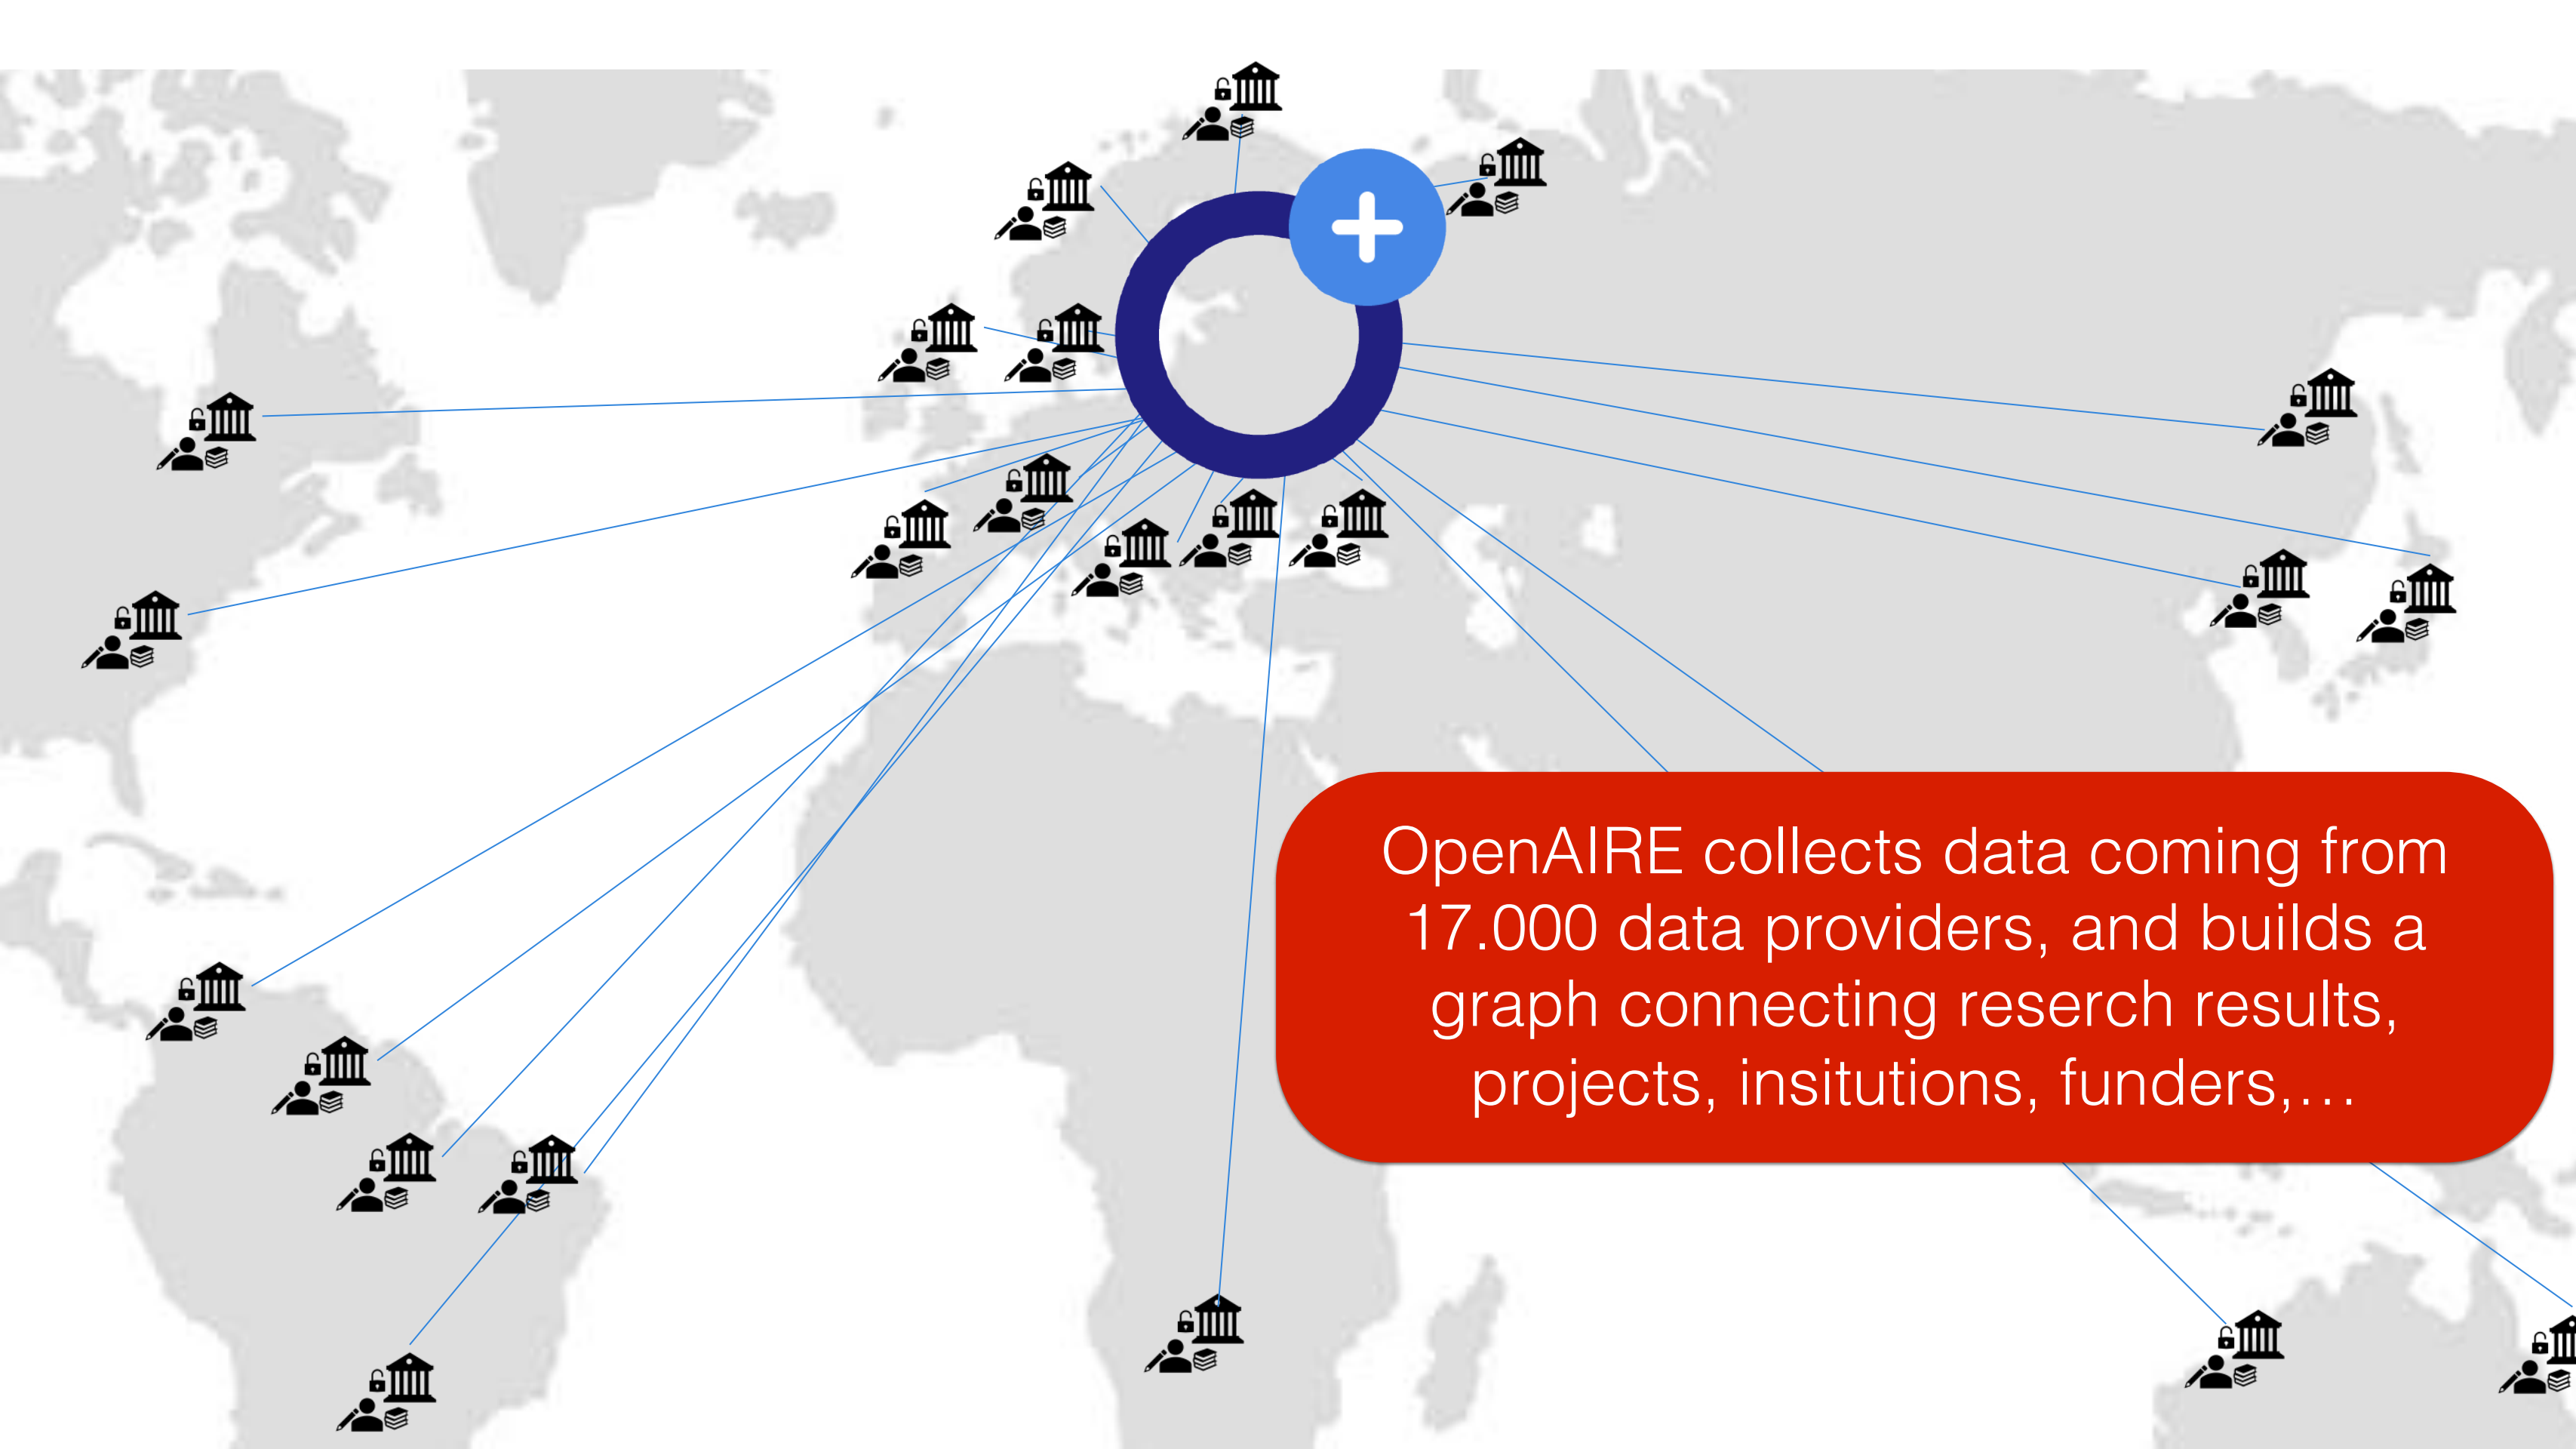 OpenAIRE collects data coming from
17.000 data providers, and builds a
graph connecting reserch results,
projects, insitutions, funders,…